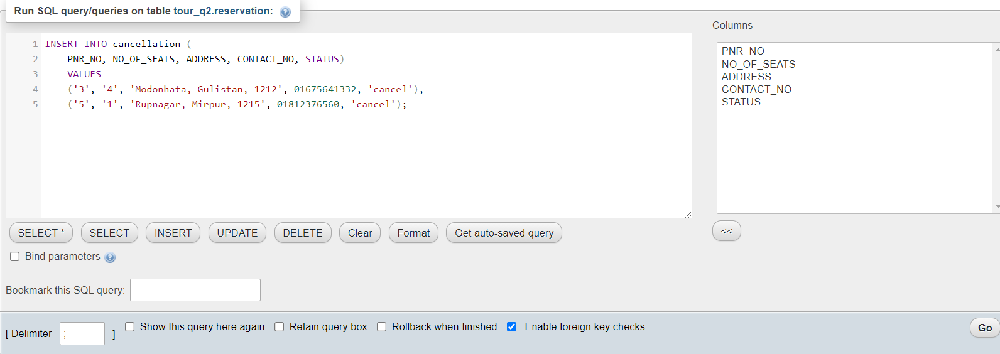 Run SQL query/queries on table tour_q2.reservation:
Columns
1 INSERT INTO cancellation (
2 PNR_NO, NO_OF_SEATS, ADDRESS, CONTACT_NO, STATUS)
3 VALUES
4 ('3', '4', 'Modonhata, Gulistan, 1212', 01675641332, 'cancel'),
5 ('5', '1', 'Rupnagar, Mirpur, 1215', 01812376560, 'cancel');
PNR_NO
NO_OF_SEATS
ADDRESS
CONTACT_NO
STATUS
SELECT * SELECT INSERT UPDATE DELETE Clear Format Get auto-saved query
<<
Bind parameters
Bookmark this SQL query:
[ Delimiter ; ] Show this query here again Retain query box Rollback when finished Enable foreign key checks
Go